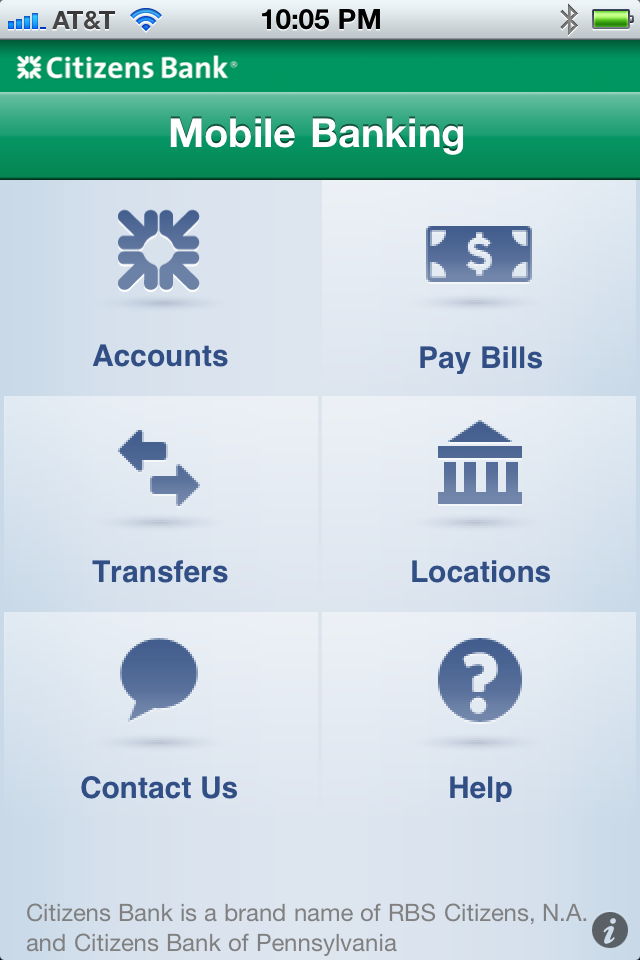 AT&T 10:05 PM
Citizens Bank®
Mobile Banking
$
Accounts Pay Bills
Transfers Locations
?
Contact Us Help
Citizens Bank is a brand name of RBS Citizens, N.A.
and Citizens Bank of Pennsylvania
i